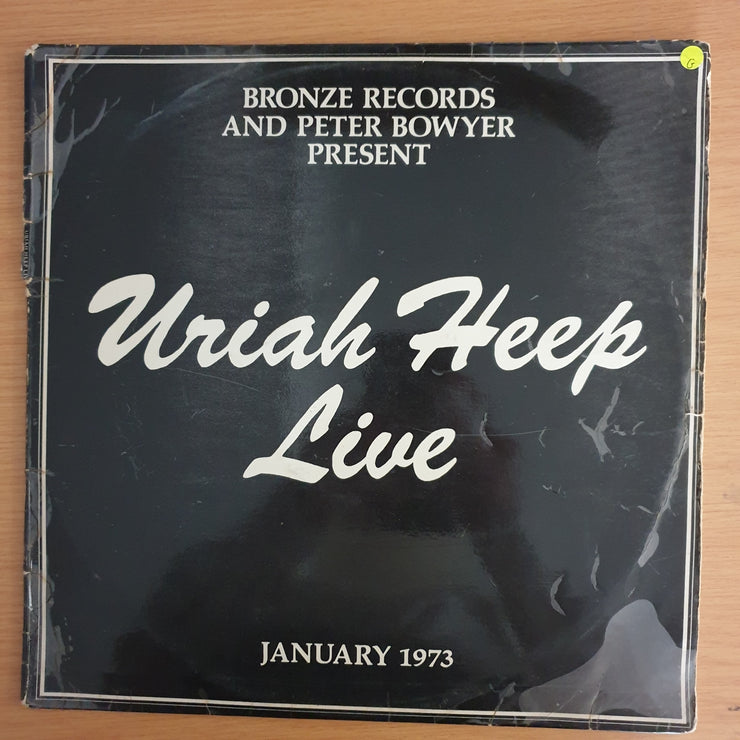 BRONZE RECORDS
AND PETER BOWYER
PRESENT
Uriah Heep
Live
JANUARY 1973
G